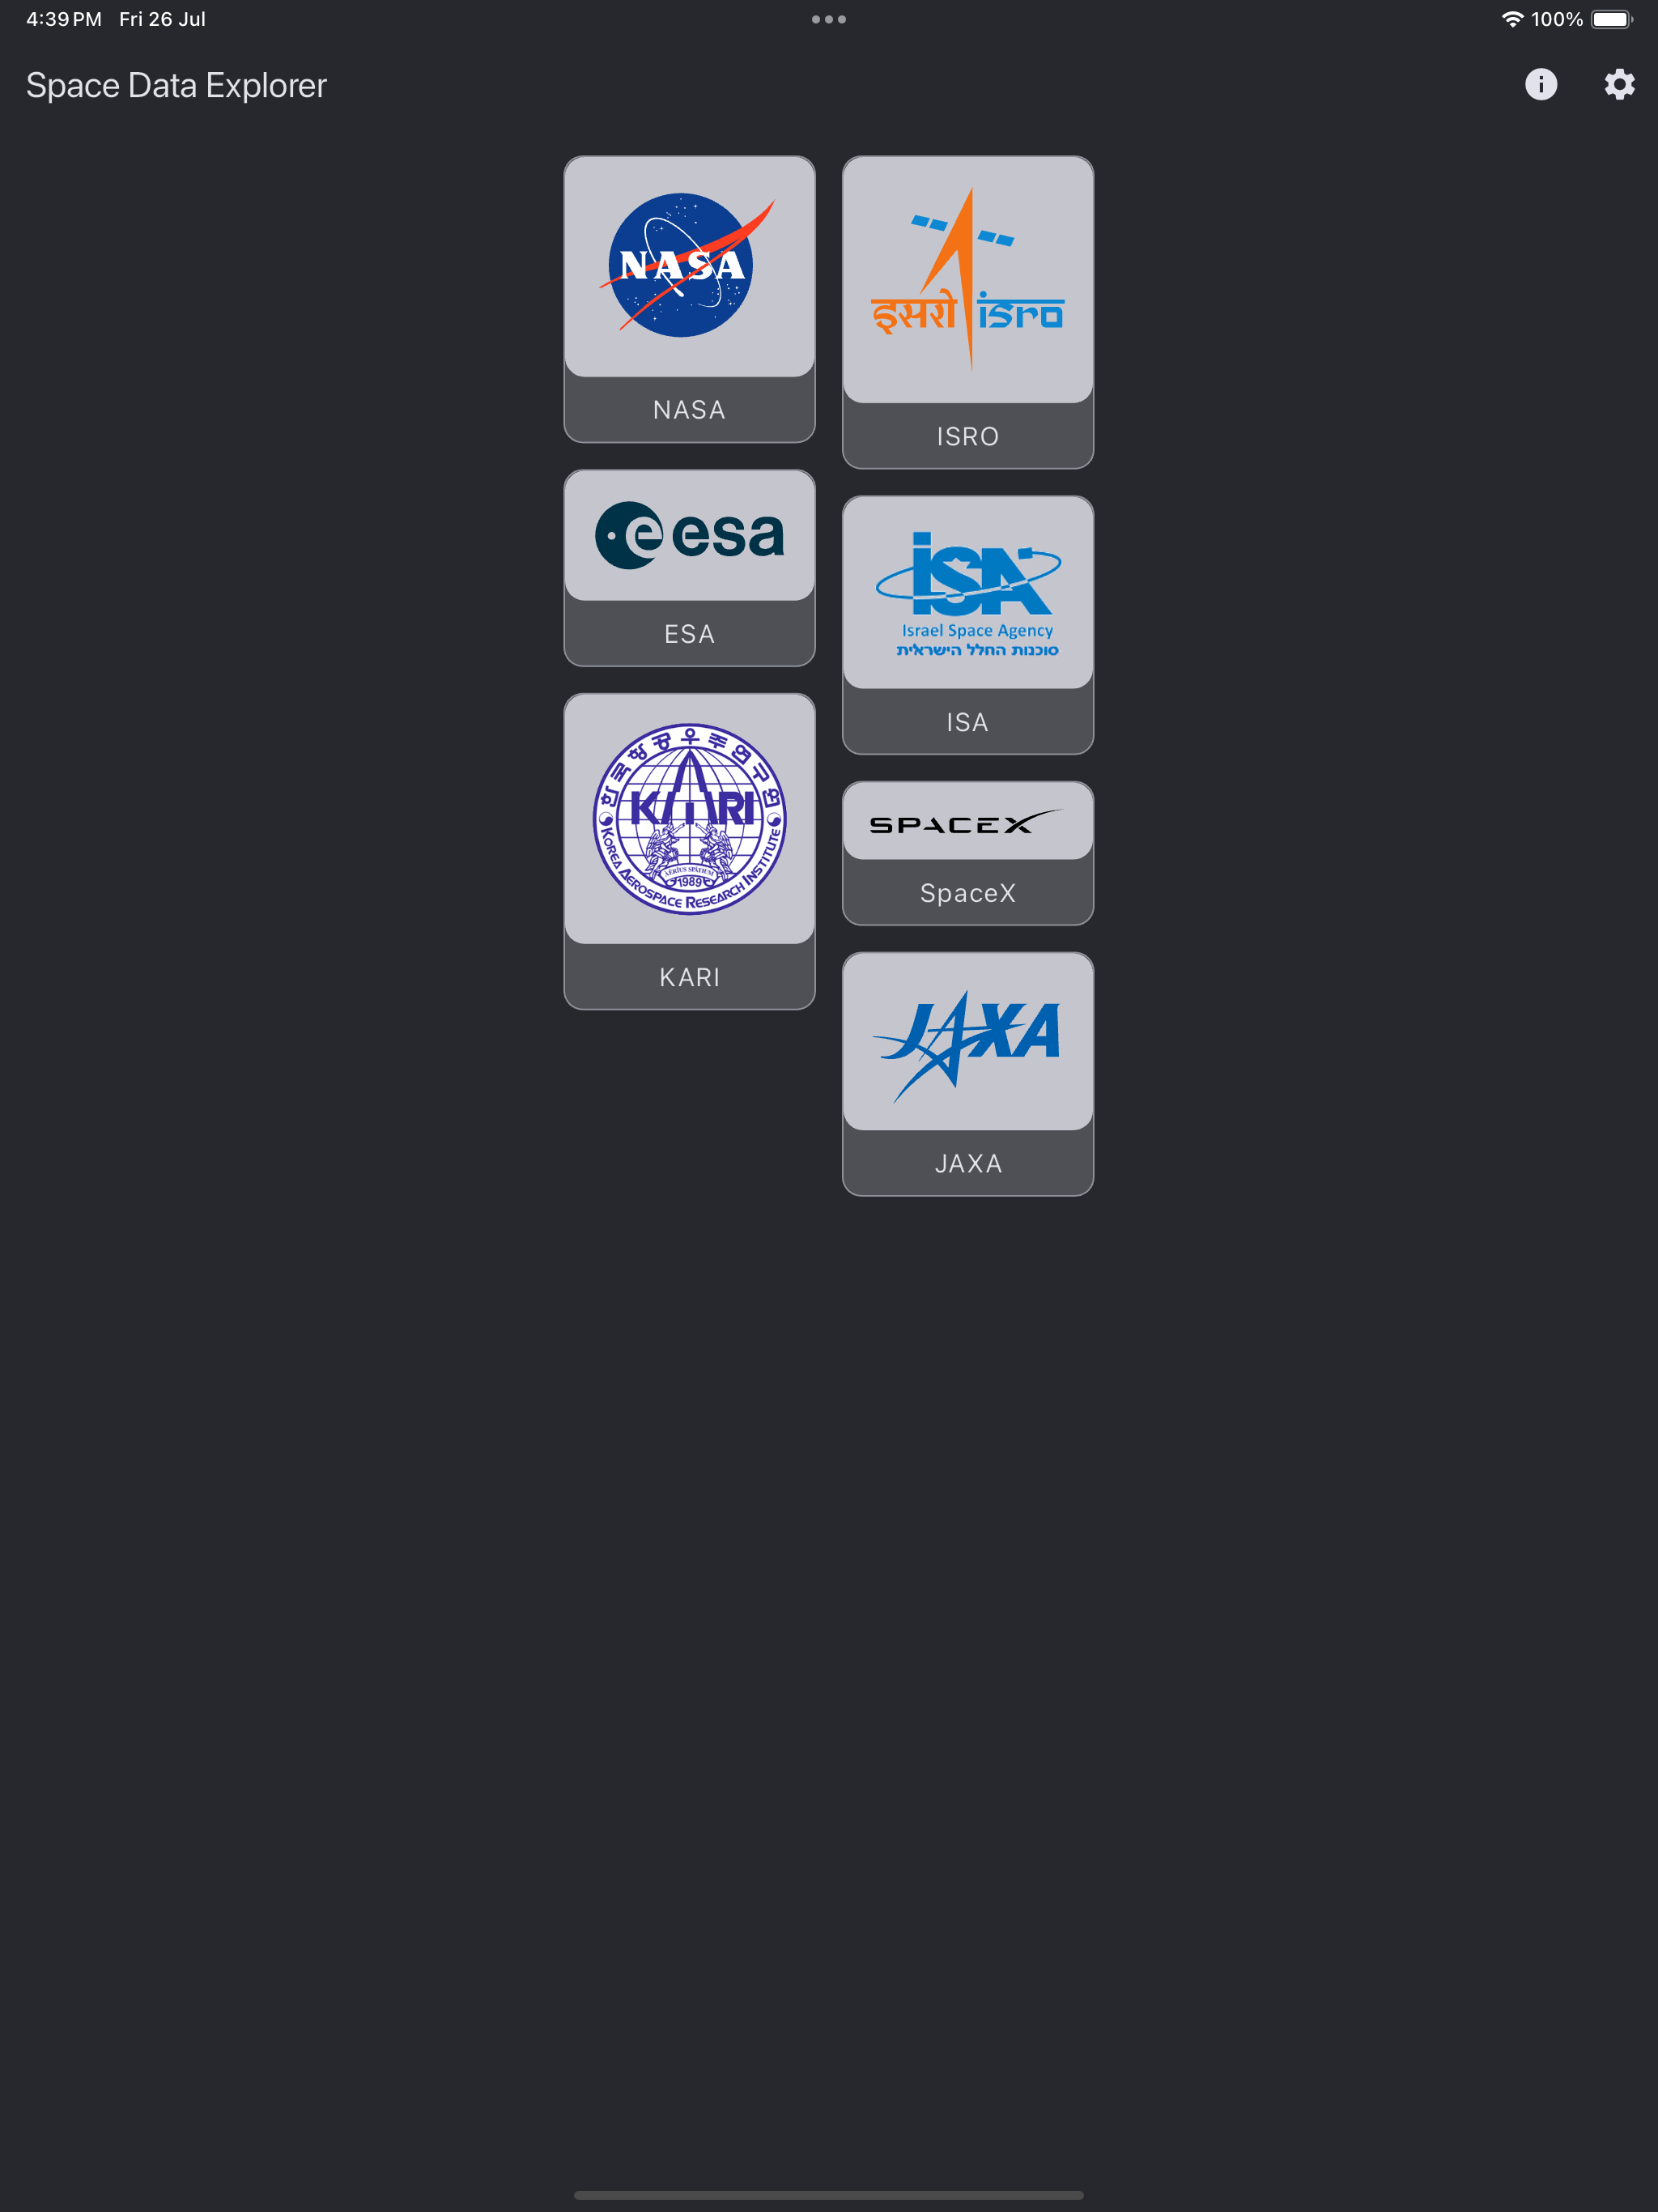 4:39 PM Fri 26 Jul
100%
Space Data Explorer
NASA
NASA
इसरो isro
ISRO
esa
ESA
ISA
Israel Space Agency
סוכנות החלל הישראלית
ISA
한국항공우주연구원
KARI
AERIUS SPATIUM
1989
KOREA AEROSPACE RESEARCH INSTITUTE
KARI
SPACEX
SpaceX
JAXA
JAXA